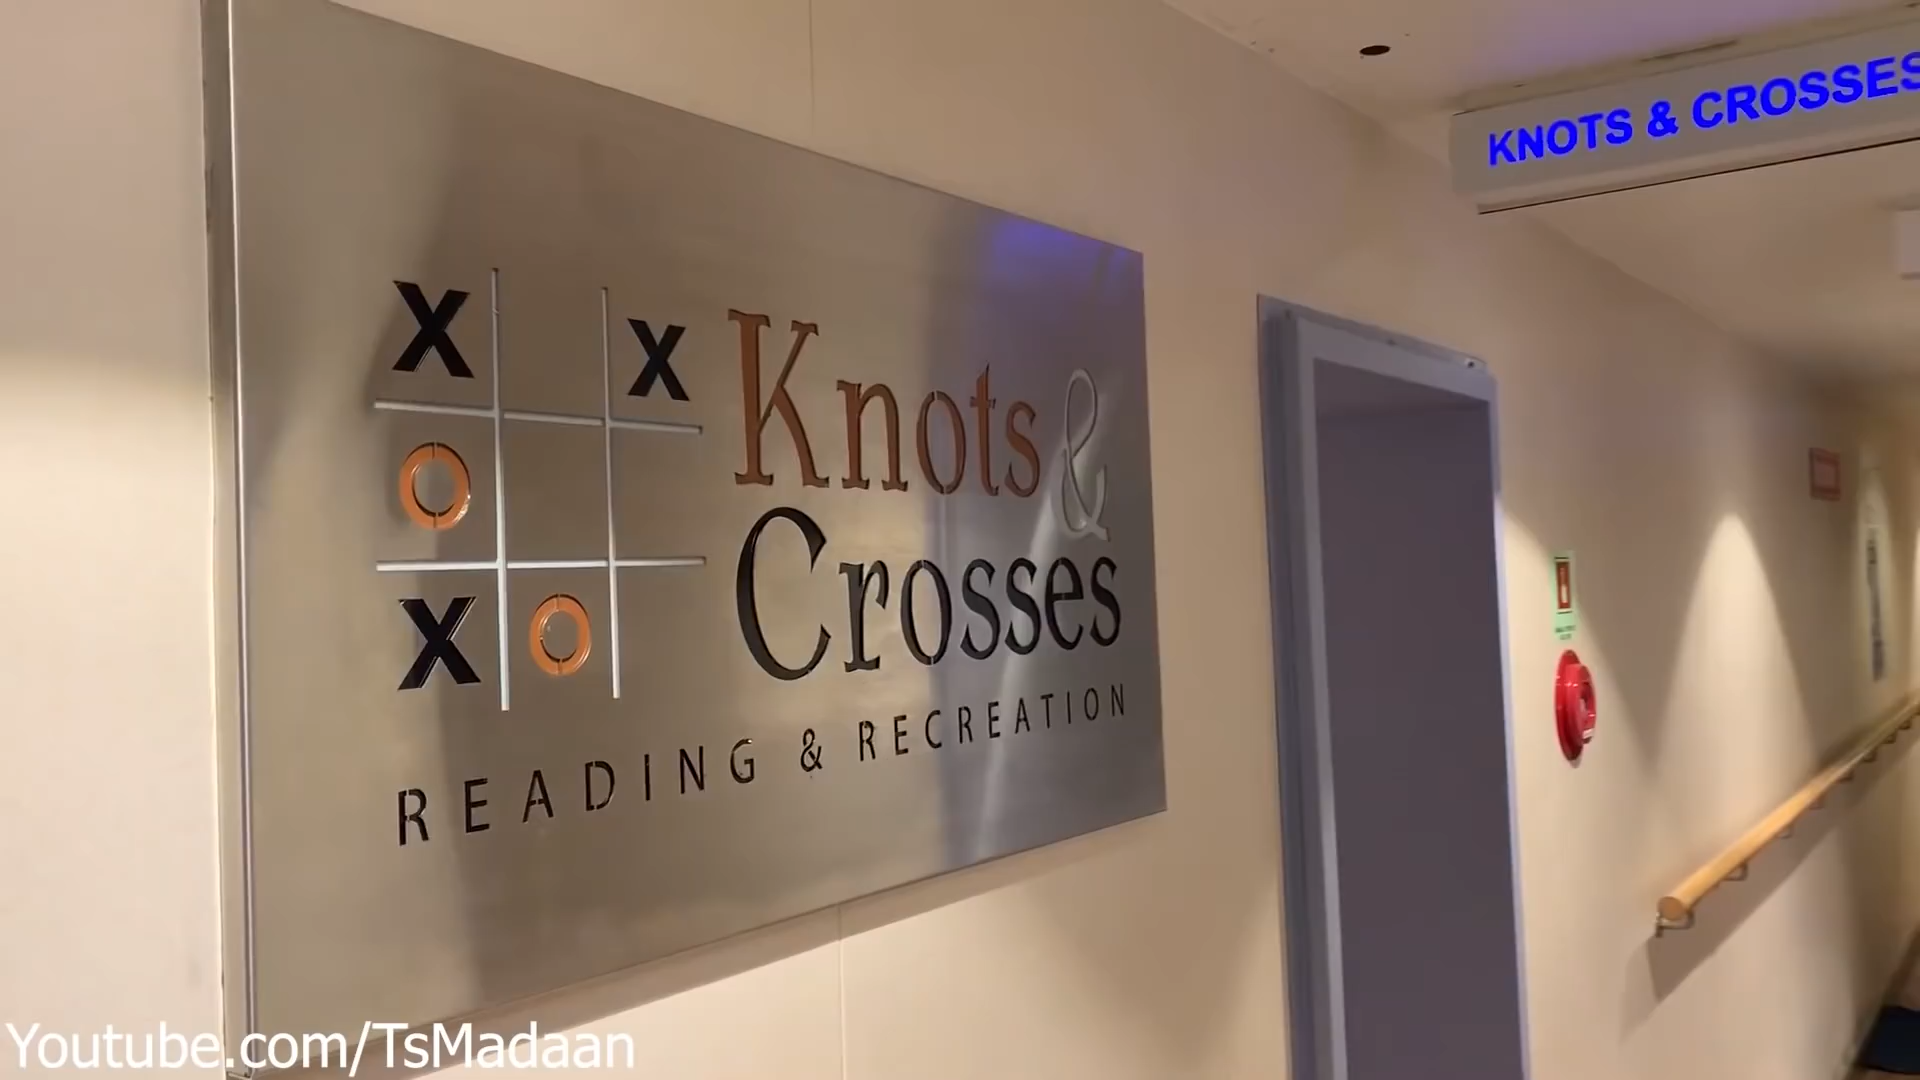 KNOTS & CROSSES
X X
O
X O
Knots &
Crosses
READING & RECREATION
Youtube.com/TsMadaan